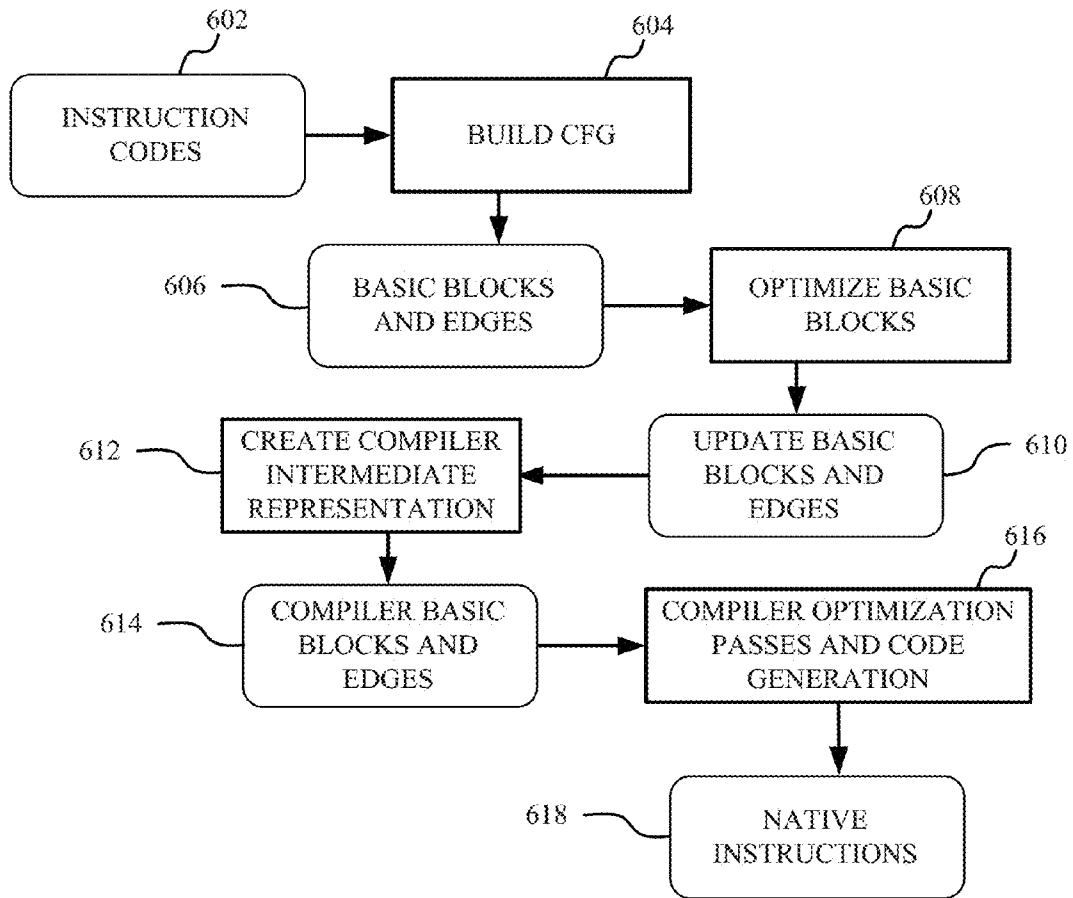 602
604
INSTRUCTION
CODES
BUILD CFG
608
606
BASIC BLOCKS
AND EDGES
OPTIMIZE BASIC
BLOCKS
612
CREATE COMPILER
INTERMEDIATE
REPRESENTATION
UPDATE BASIC
BLOCKS AND
EDGES
610
616
614
COMPILER BASIC
BLOCKS AND
EDGES
COMPILER OPTIMIZATION
PASSES AND CODE
GENERATION
618
NATIVE
INSTRUCTIONS